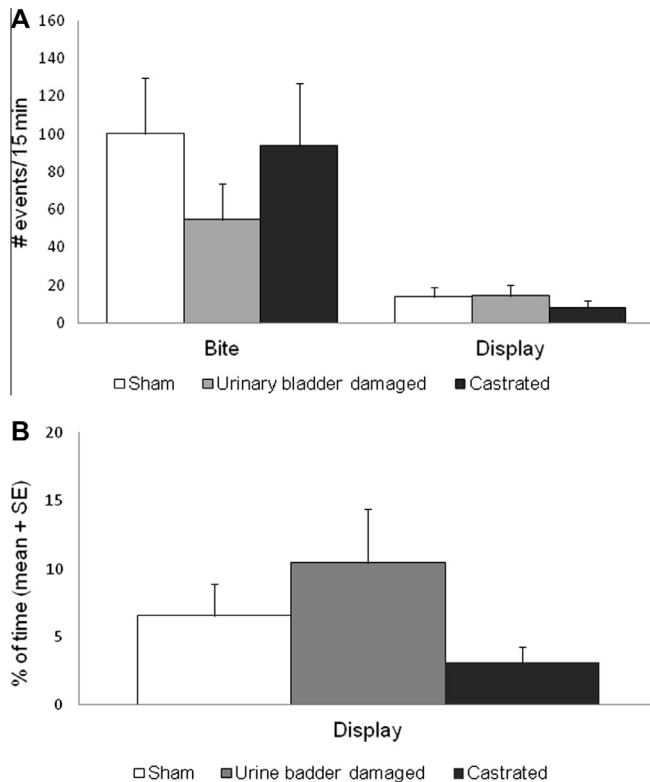 A
# events/15 min
160
140
120
100
80
60
40
20
0
Bite Display
Sham Urinary bladder damaged Castrated
B
% of time (mean + SE)
20
15
10
5
0
Display
Sham Urine badder damaged Castrated